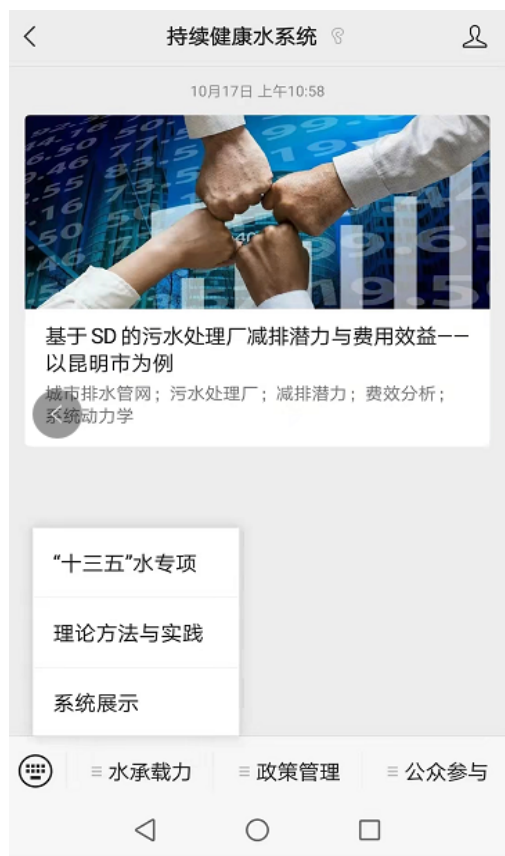 持续健康水系统
10月17日 上午10:58
基于 SD 的污水处理厂减排潜力与费用效益——
以昆明市为例
城市排水管网；污水处理厂；减排潜力；费效分析；
系统动力学
“十三五”水专项
理论方法与实践
系统展示
水承载力
政策管理
公众参与